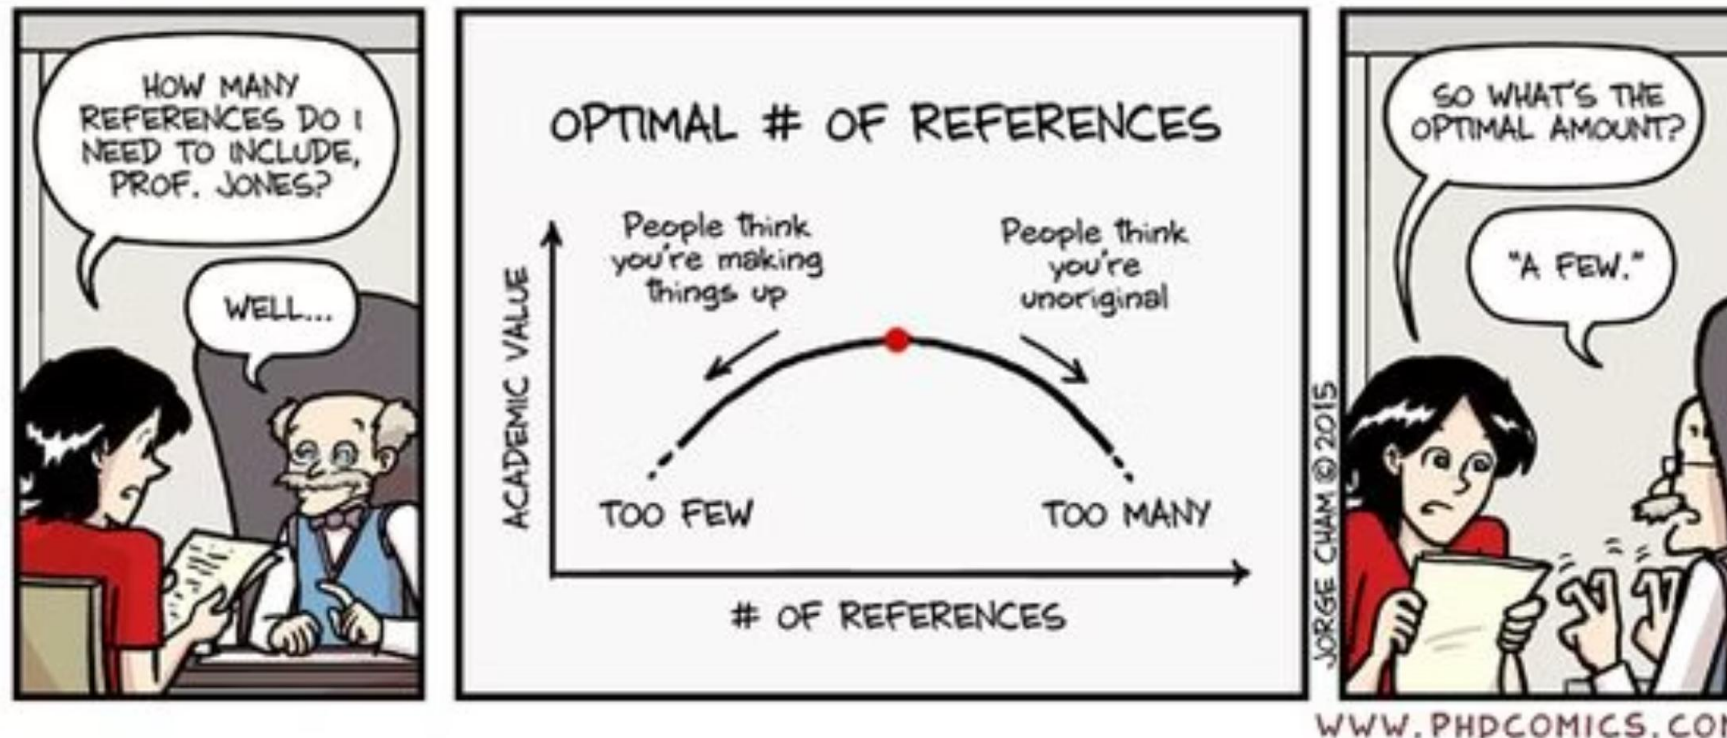 HOW MANY
REFERENCES DO I
NEED TO INCLUDE,
PROF. JONES?
WELL...
OPTIMAL # OF REFERENCES
People think
you're making
things up
People think
you're
unoriginal
ACADEMIC VALUE
TOO FEW
TOO MANY
# OF REFERENCES
JORGE CHAM © 2015
SO WHAT'S THE
OPTIMAL AMOUNT?
"A FEW."
WWW.PHDCOMICS.COM